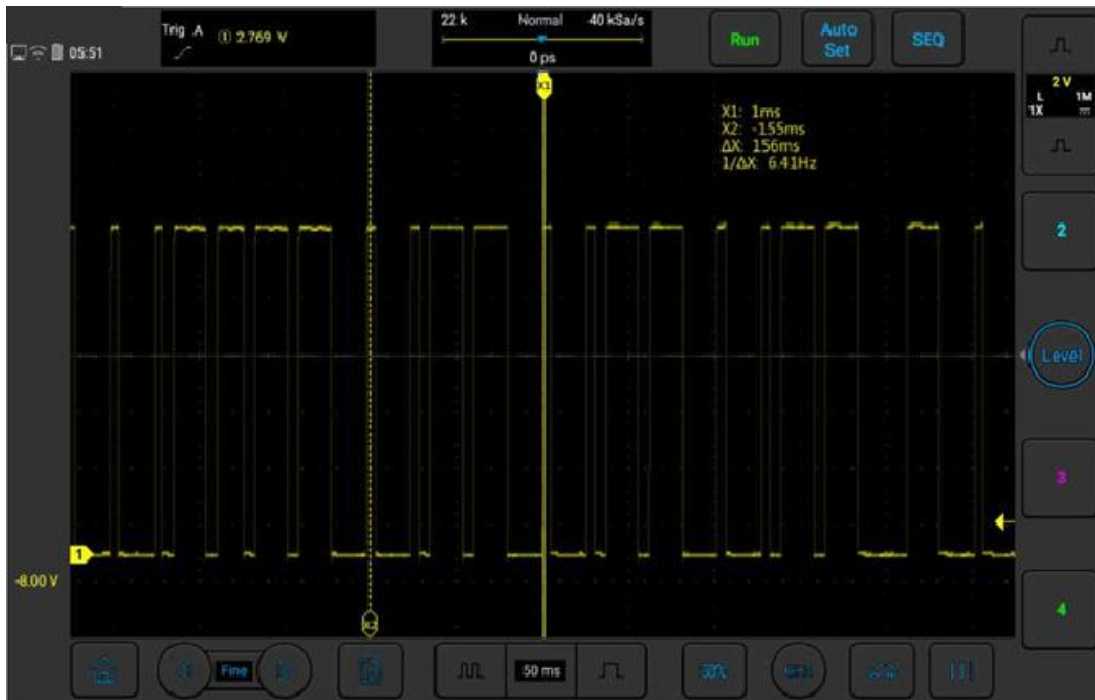 Trig .A ① 2.769 V
22 k Normal 40 kSa/s
0 ps
Run
Auto
Set
SEQ
05:51
X1
X1: 1ms
X2: -155ms
ΔX: 156ms
1/ΔX: 6.41Hz
2 V
L 1M
1X
2
Level
3
1
-8.00 V
4
X2
Fine
50 ms
50%